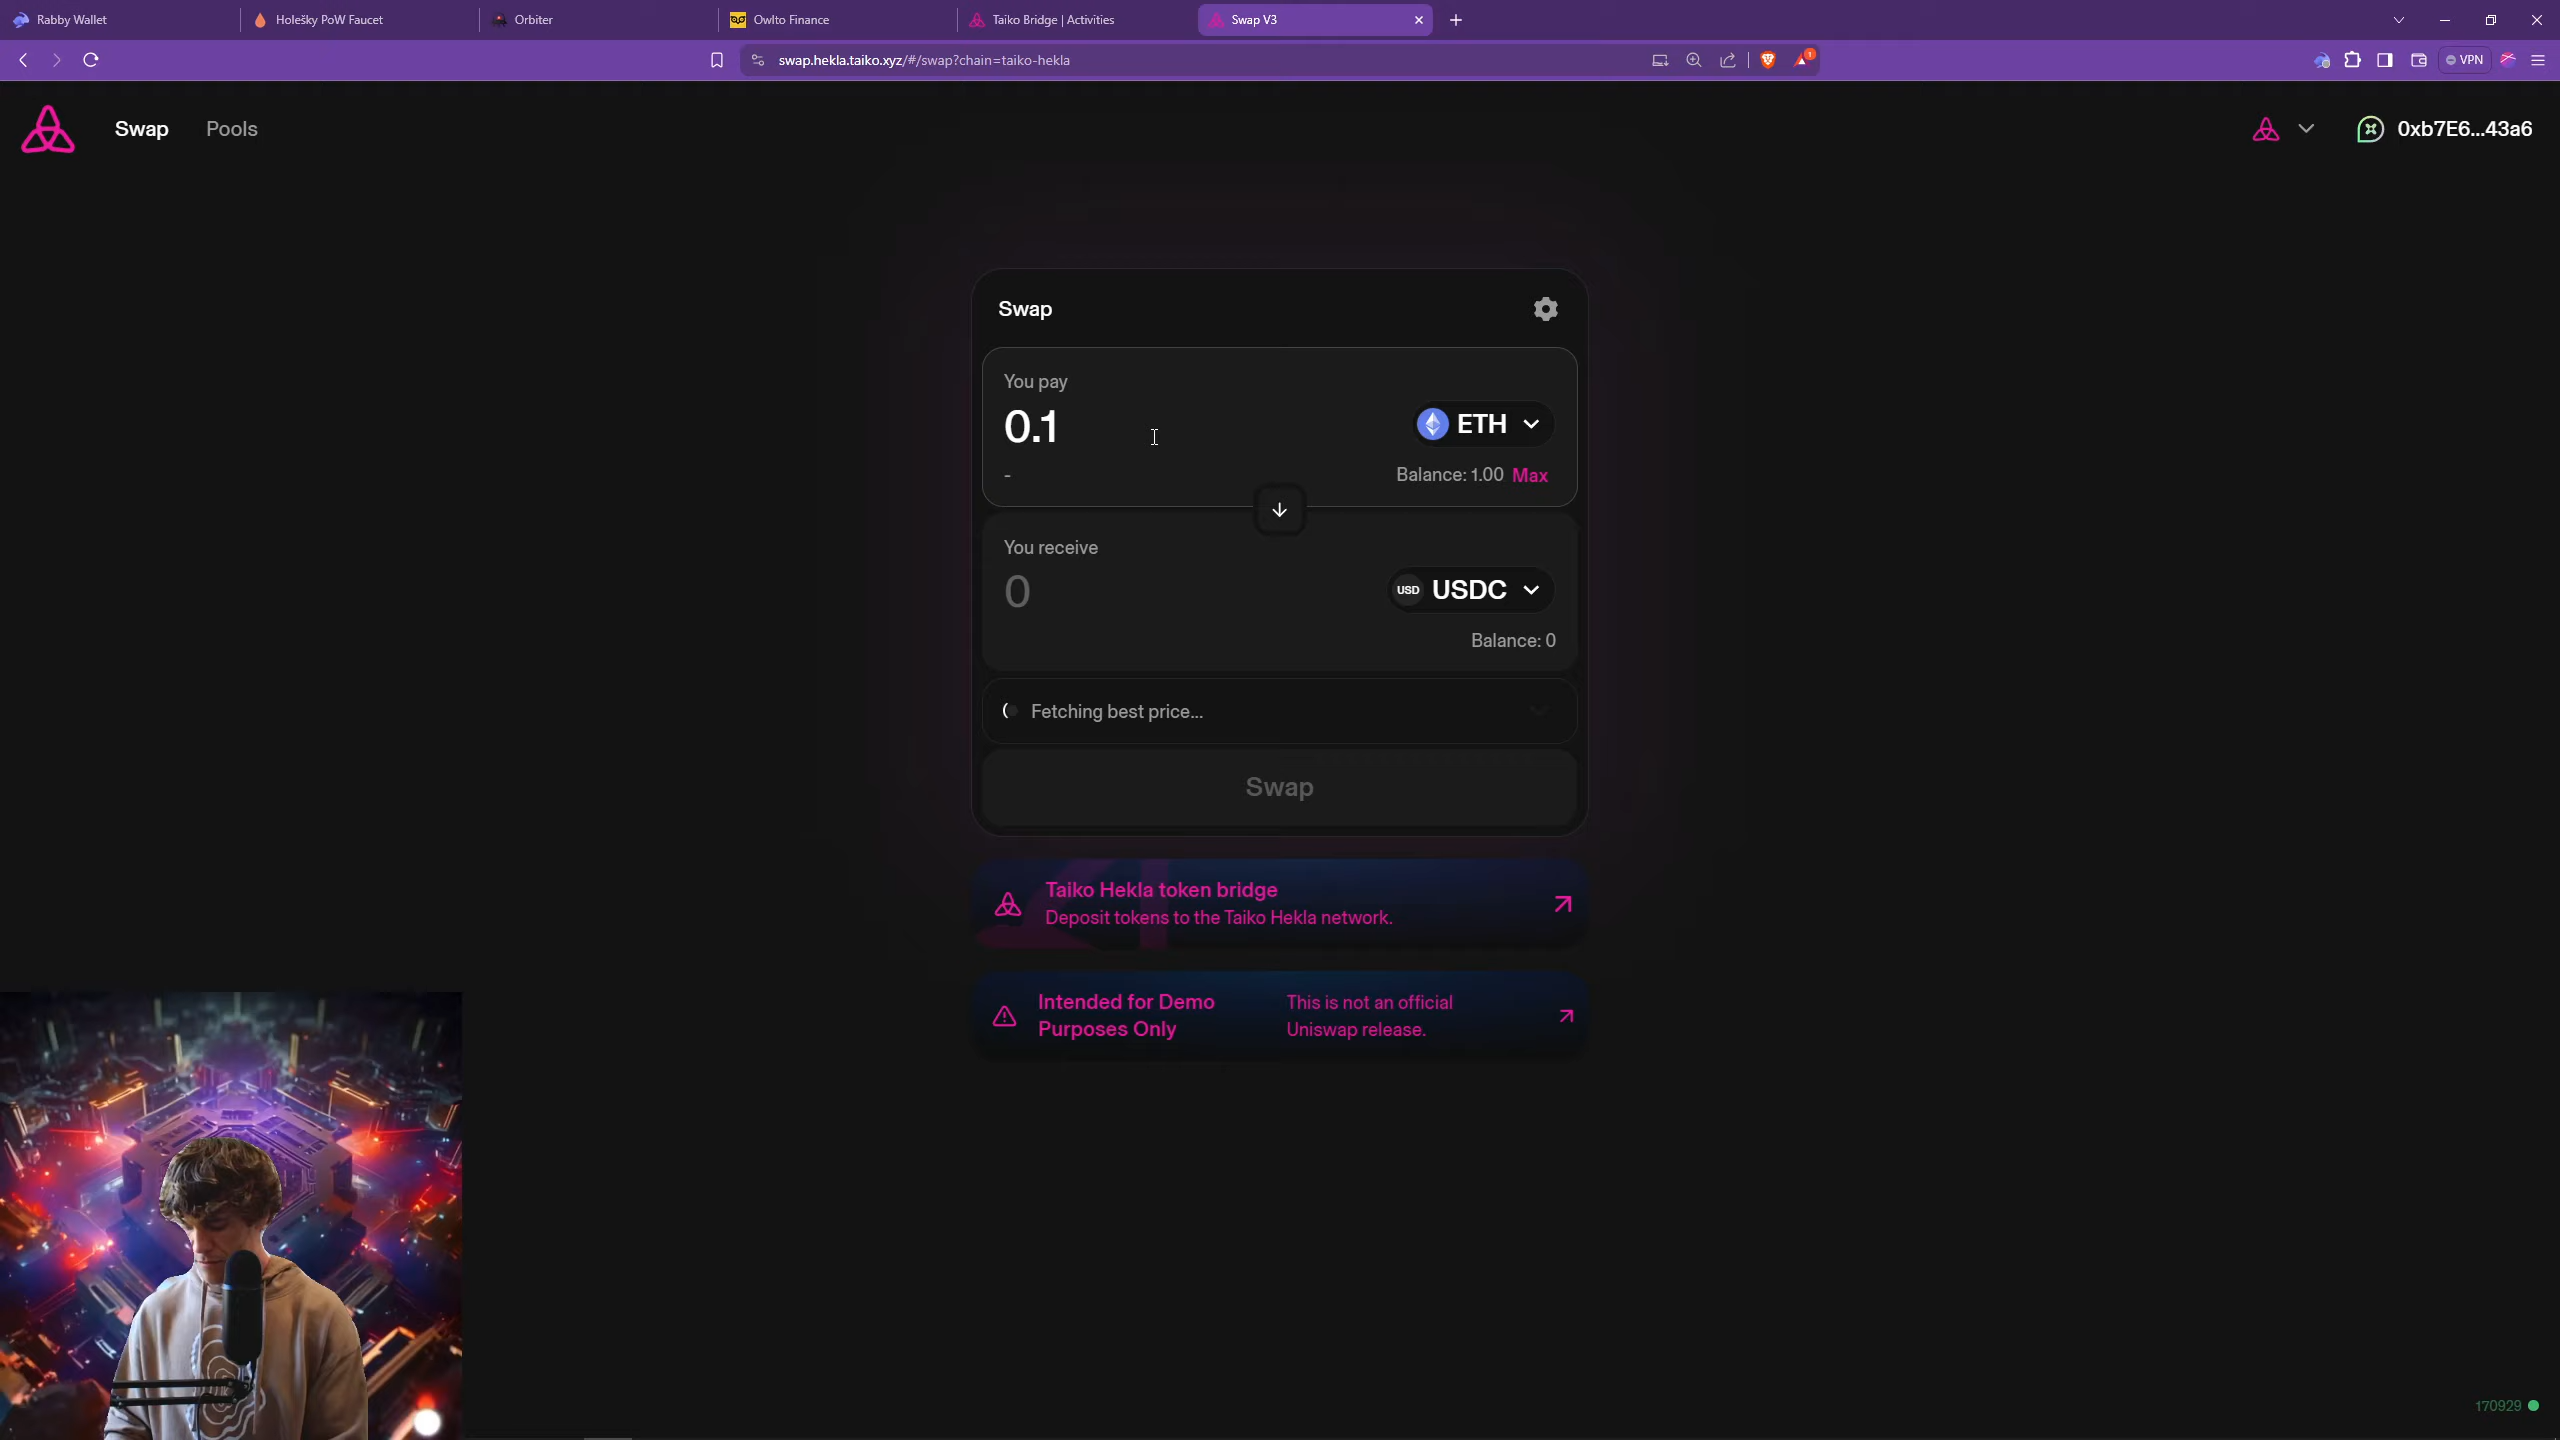 Rabby Wallet
Holešky PoW Faucet
Orbiter
Owlto Finance
Taiko Bridge | Activities
Swap V3
swap.hekla.taiko.xyz/#/swap?chain=taiko-hekla
1
VPN
Swap
Pools
0xb7E6...43a6
Swap
You pay
0.1
ETH
-
Balance: 1.00 Max
You receive
0
USD USDC
Balance: 0
Fetching best price...
Swap
Taiko Hekla token bridge
Deposit tokens to the Taiko Hekla network.
Intended for Demo
Purposes Only
This is not an official
Uniswap release.
170929